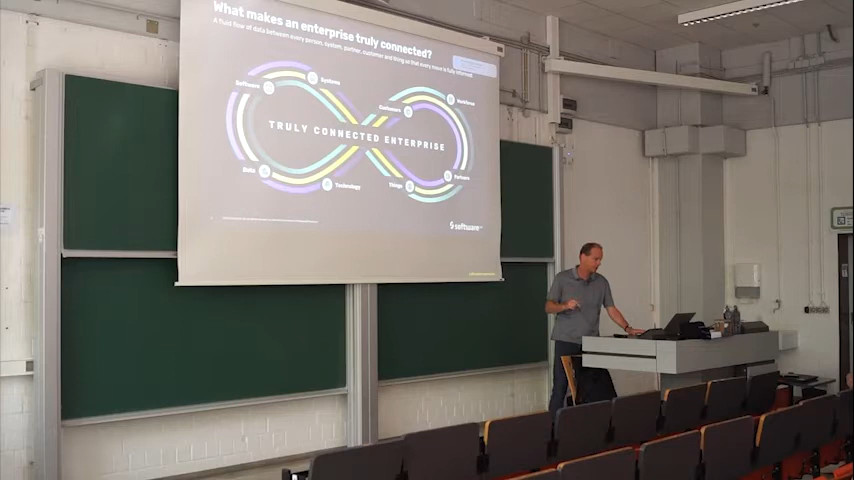 What makes an enterprise truly connected?
A fluid flow of data between every person, system, partner, customer and thing so that every move is fully informed.
Software
Systems
Customers
Workforce
TRULY CONNECTED ENTERPRISE
Data
Technology
Things
Partners
software